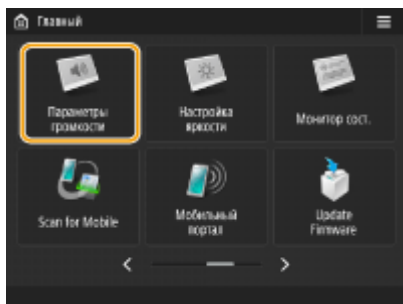 Главный
Параметры
громкости
Настройка
яркости
Монитор сост.
Scan for Mobile
Мобильный
портал
Update
Firmware